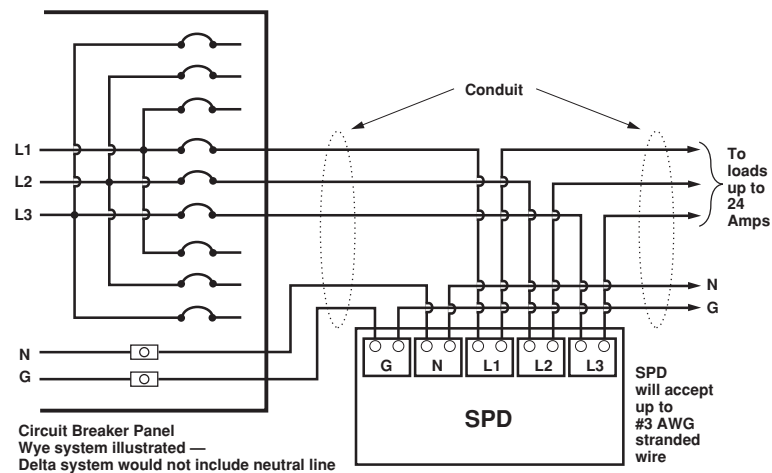 Conduit
L1
L2
L3
To
loads
up to
24
Amps
N
G
N
G
G N L1 L2 L3
SPD
SPD
will accept
up to
#3 AWG
stranded
wire
Circuit Breaker Panel
Wye system illustrated —
Delta system would not include neutral line